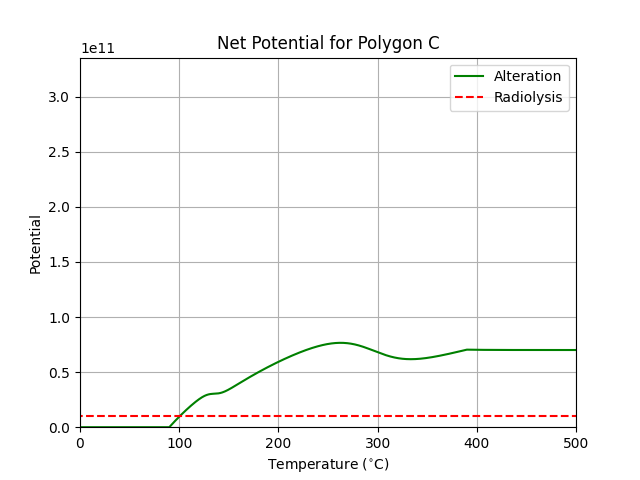 Net Potential for Polygon C
1e11
Alteration
Radiolysis
3.0
2.5
2.0
1.5
1.0
0.5
0.0
Potential
0 100 200 300 400 500
Temperature (°C)